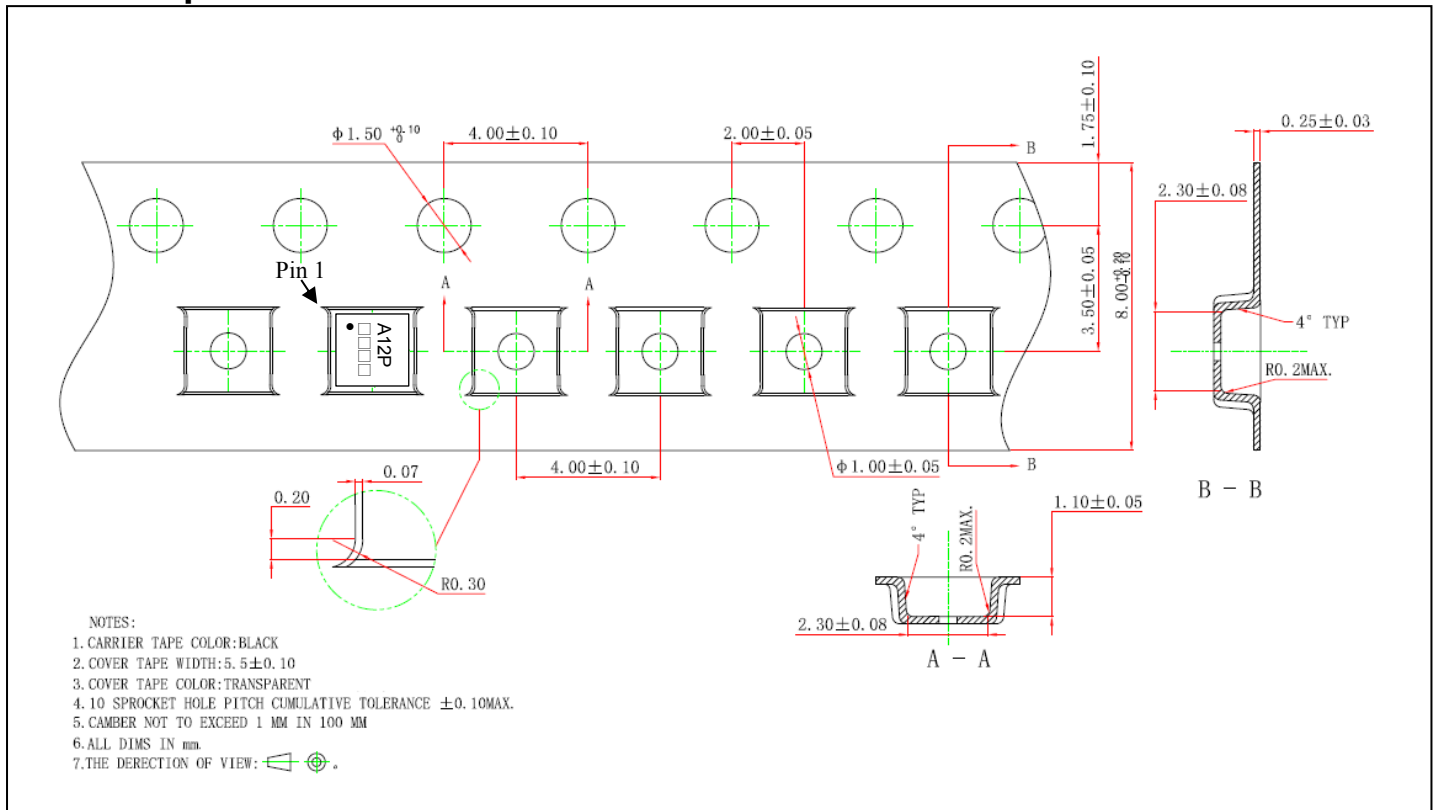 φ1.50 +0.10 0
4.00±0.10
2.00±0.05
B
1.75±0.10
0.25±0.03
2.30±0.08
Pin 1
A
A
A12P
3.50±0.05
8.00
4° TYP
R0.2MAX.
4.00±0.10
φ1.00±0.05
B
B - B
0.07
0.20
R0.30
4° TYP
R0.2MAX.
1.10±0.05
2.30±0.08
A - A
NOTES:
1. CARRIER TAPE COLOR:BLACK
2. COVER TAPE WIDTH:5.5±0.10
3. COVER TAPE COLOR:TRANSPARENT
4. 10 SPROCKET HOLE PITCH CUMULATIVE TOLERANCE ±0.10MAX.
5. CAMBER NOT TO EXCEED 1 MM IN 100 MM
6. ALL DIMS IN mm.
7. THE DERECTION OF VIEW: